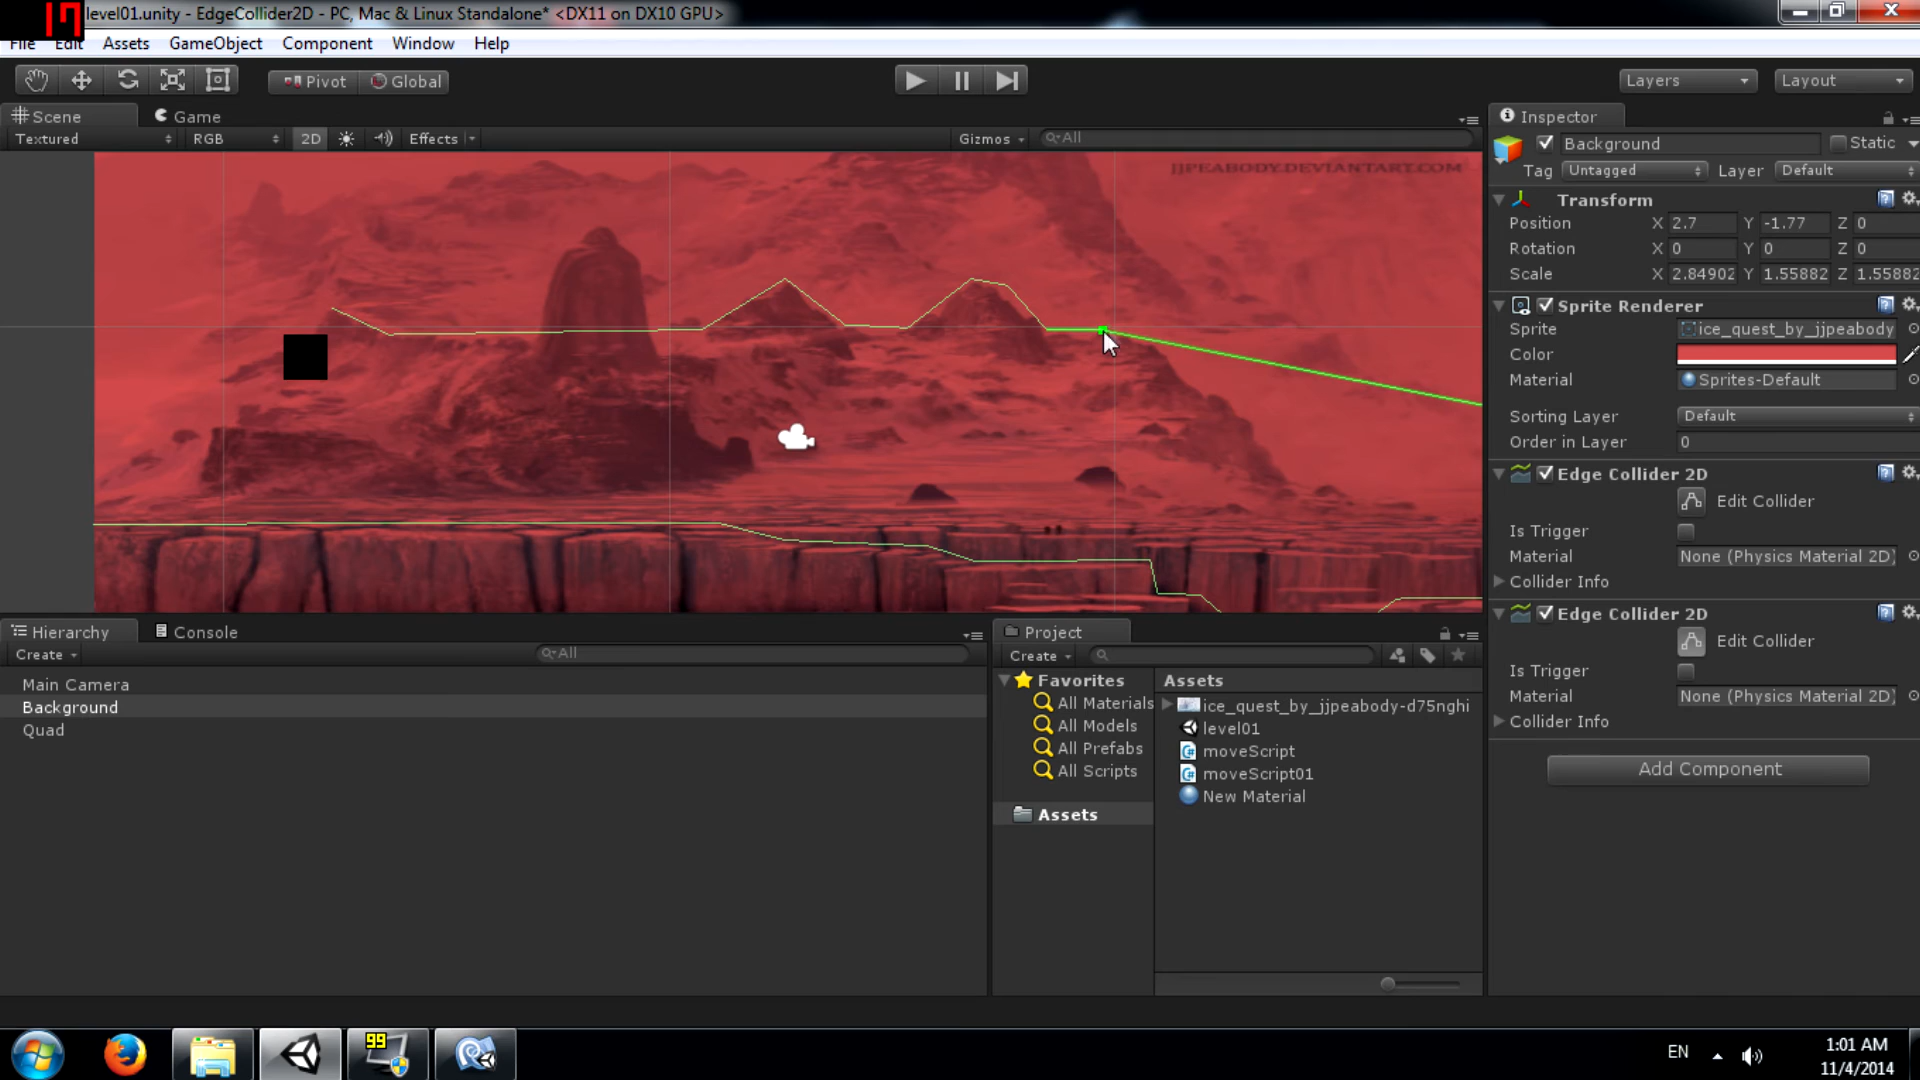 level01.unity - EdgeCollider2D - PC, Mac & Linux Standalone* <DX11 on DX10 GPU>
File Edit Assets GameObject Component Window Help
Pivot Global Layers Layout
Scene Game Inspector
Textured RGB 2D Effects Gizmos All
Background Static
Tag Untagged Layer Default
JJPEABODY.DEVIANTART.COM
Transform
Position X 2.7 Y -1.77 Z 0
Rotation X 0 Y 0 Z 0
Scale X 2.84902 Y 1.55882 Z 1.55882
Sprite Renderer
Sprite ice_quest_by_jjpeabody
Color
Material Sprites-Default
Sorting Layer Default
Order in Layer 0
Edge Collider 2D
Edit Collider
Is Trigger
Material None (Physics Material 2D)
Collider Info
Edge Collider 2D
Edit Collider
Is Trigger
Material None (Physics Material 2D)
Collider Info
Add Component
Hierarchy Console
Create All
Main Camera
Background
Quad
Project
Create
Favorites
All Materials
All Models
All Prefabs
All Scripts
Assets
Assets
ice_quest_by_jjpeabody-d75nghi
level01
moveScript
moveScript01
New Material
99
EN
1:01 AM
11/4/2014